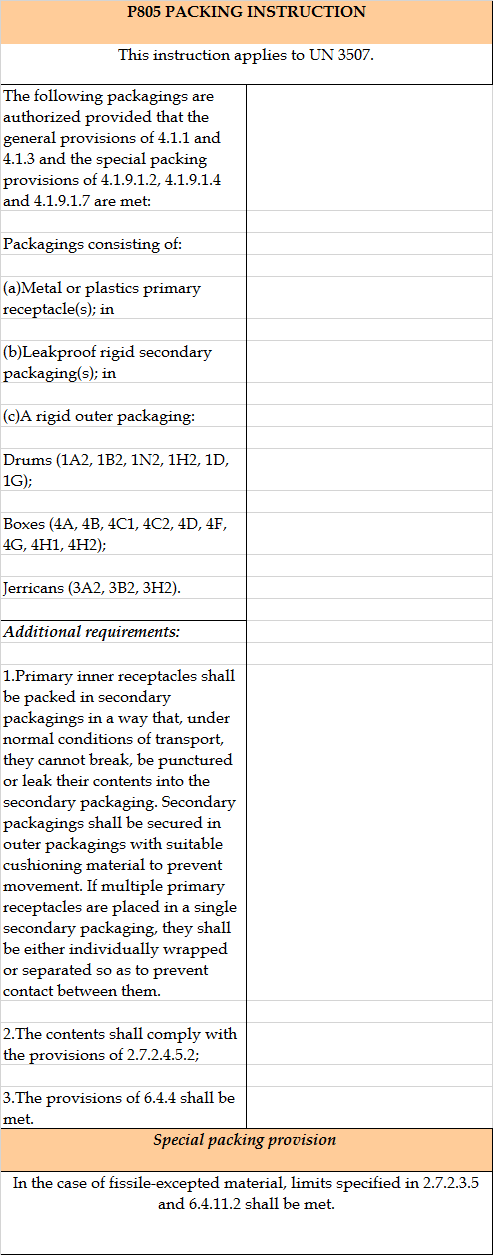 P805 PACKING INSTRUCTION
This instruction applies to UN 3507.
The following packagings are
authorized provided that the
general provisions of 4.1.1 and
4.1.3 and the special packing
provisions of 4.1.9.1.2, 4.1.9.1.4
and 4.1.9.1.7 are met:
Packagings consisting of:
(a)Metal or plastics primary
receptacle(s); in
(b)Leakproof rigid secondary
packaging(s); in
(c)A rigid outer packaging:
Drums (1A2, 1B2, 1N2, 1H2, 1D,
1G);
Boxes (4A, 4B, 4C1, 4C2, 4D, 4F,
4G, 4H1, 4H2);
Jerricans (3A2, 3B2, 3H2).
Additional requirements:
1.Primary inner receptacles shall
be packed in secondary
packagings in a way that, under
normal conditions of transport,
they cannot break, be punctured
or leak their contents into the
secondary packaging. Secondary
packagings shall be secured in
outer packagings with suitable
cushioning material to prevent
movement. If multiple primary
receptacles are placed in a single
secondary packaging, they shall
be either individually wrapped
or separated so as to prevent
contact between them.
2.The contents shall comply with
the provisions of 2.7.2.4.5.2;
3.The provisions of 6.4.4 shall be
met.
Special packing provision
In the case of fissile-excepted material, limits specified in 2.7.2.3.5
and 6.4.11.2 shall be met.